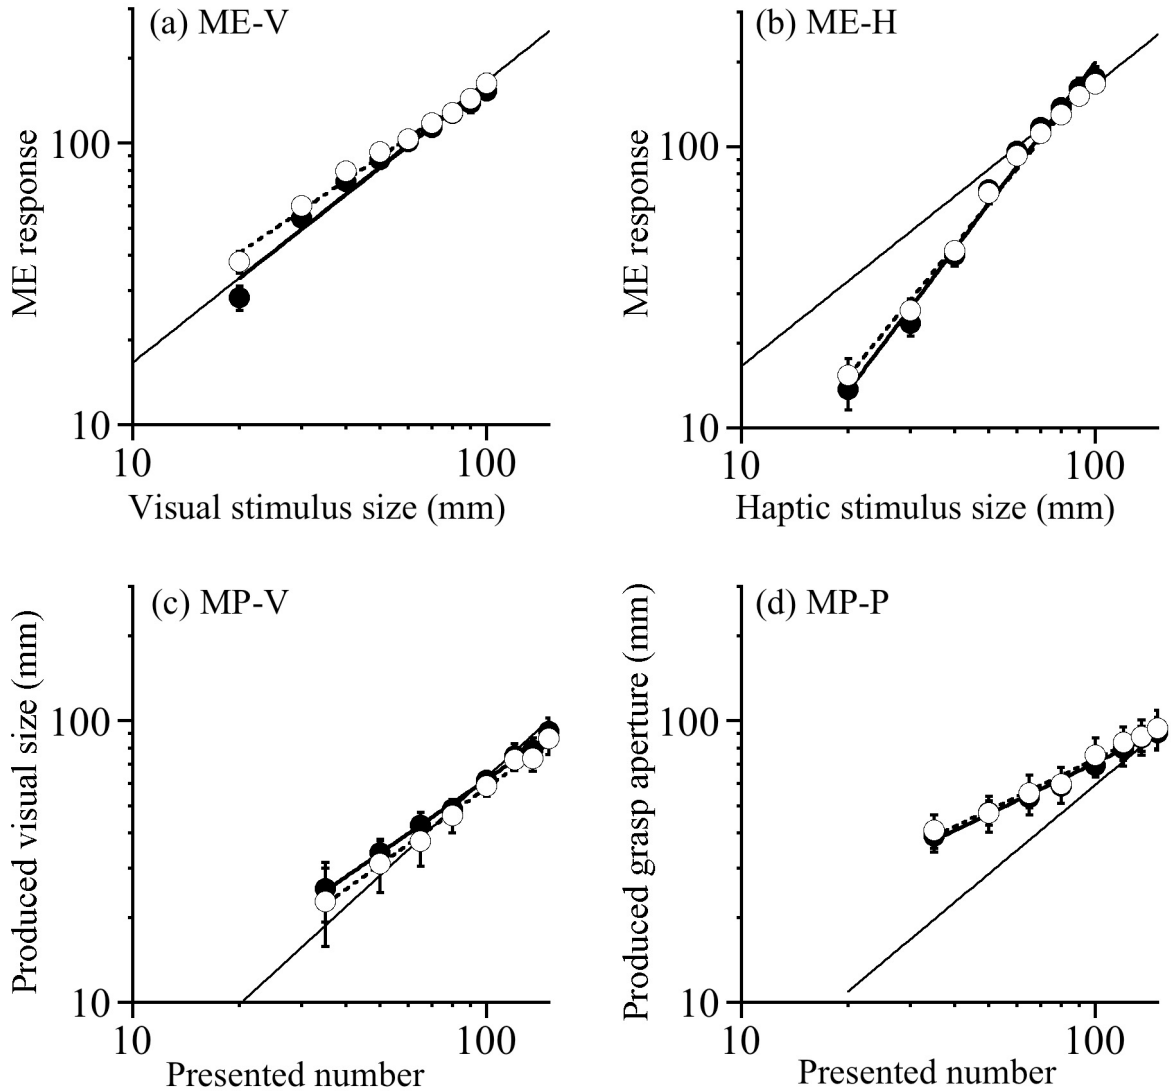 (a) ME-V
ME response
100
10
10
100
Visual stimulus size (mm)
(b) ME-H
ME response
100
10
10
100
Haptic stimulus size (mm)
(c) MP-V
Produced visual size (mm)
100
10
10
100
Presented number
(d) MP-P
Produced grasp aperture (mm)
100
10
10
100
Presented number